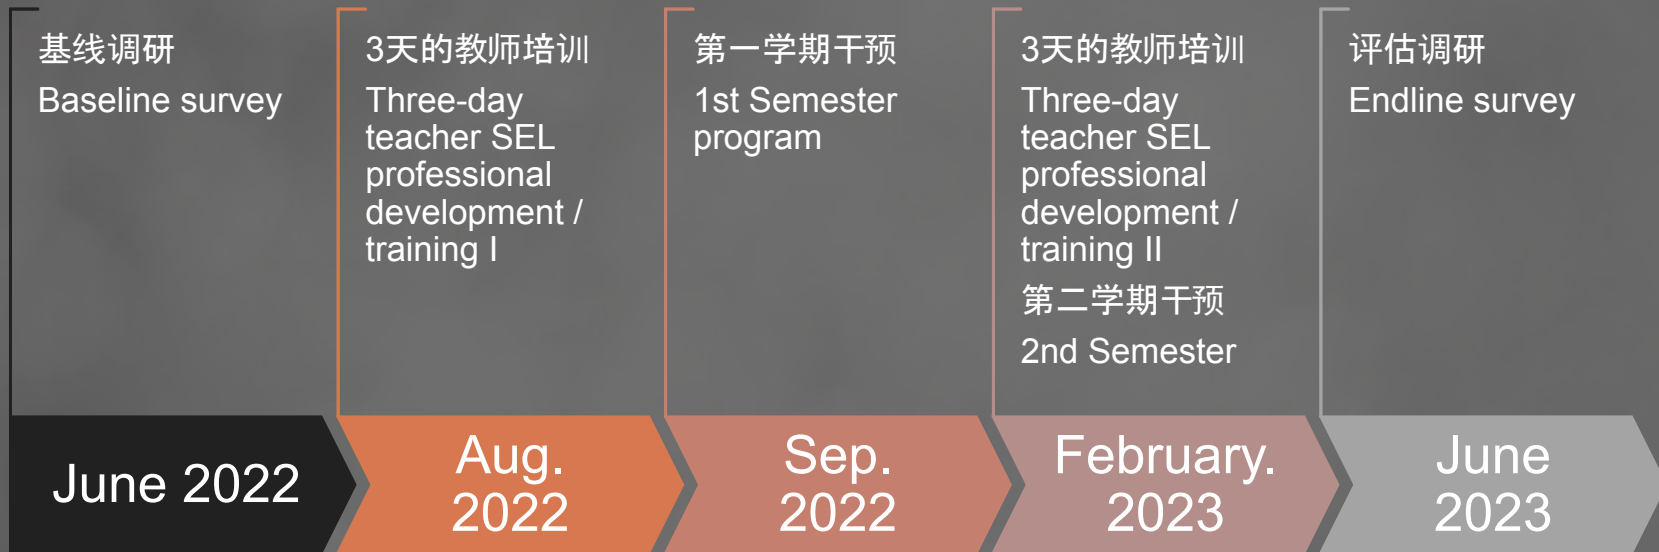 基线调研
Baseline survey
June 2022
3天的教师培训
Three-day
teacher SEL
professional
development /
training I
Aug.
2022
第一学期干预
1st Semester
program
Sep.
2022
3天的教师培训
Three-day
teacher SEL
professional
development /
training II
第二学期干预
2nd Semester
February.
2023
评估调研
Endline survey
June
2023